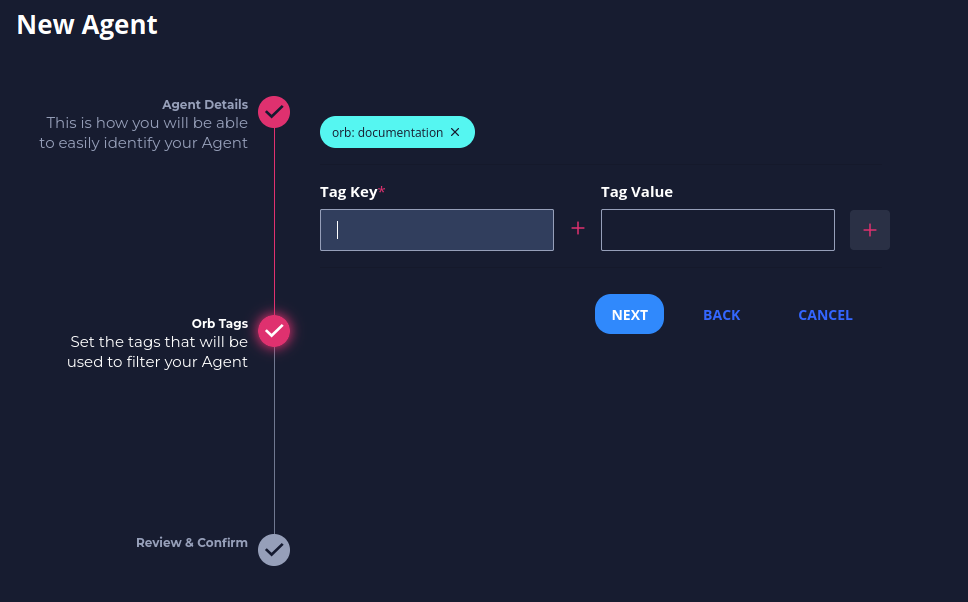 New Agent
Agent Details
This is how you will be able
to easily identify your Agent
orb: documentation ✕
Tag Key*
Tag Value
+
+
NEXT
BACK
CANCEL
Orb Tags
Set the tags that will be
used to filter your Agent
Review & Confirm